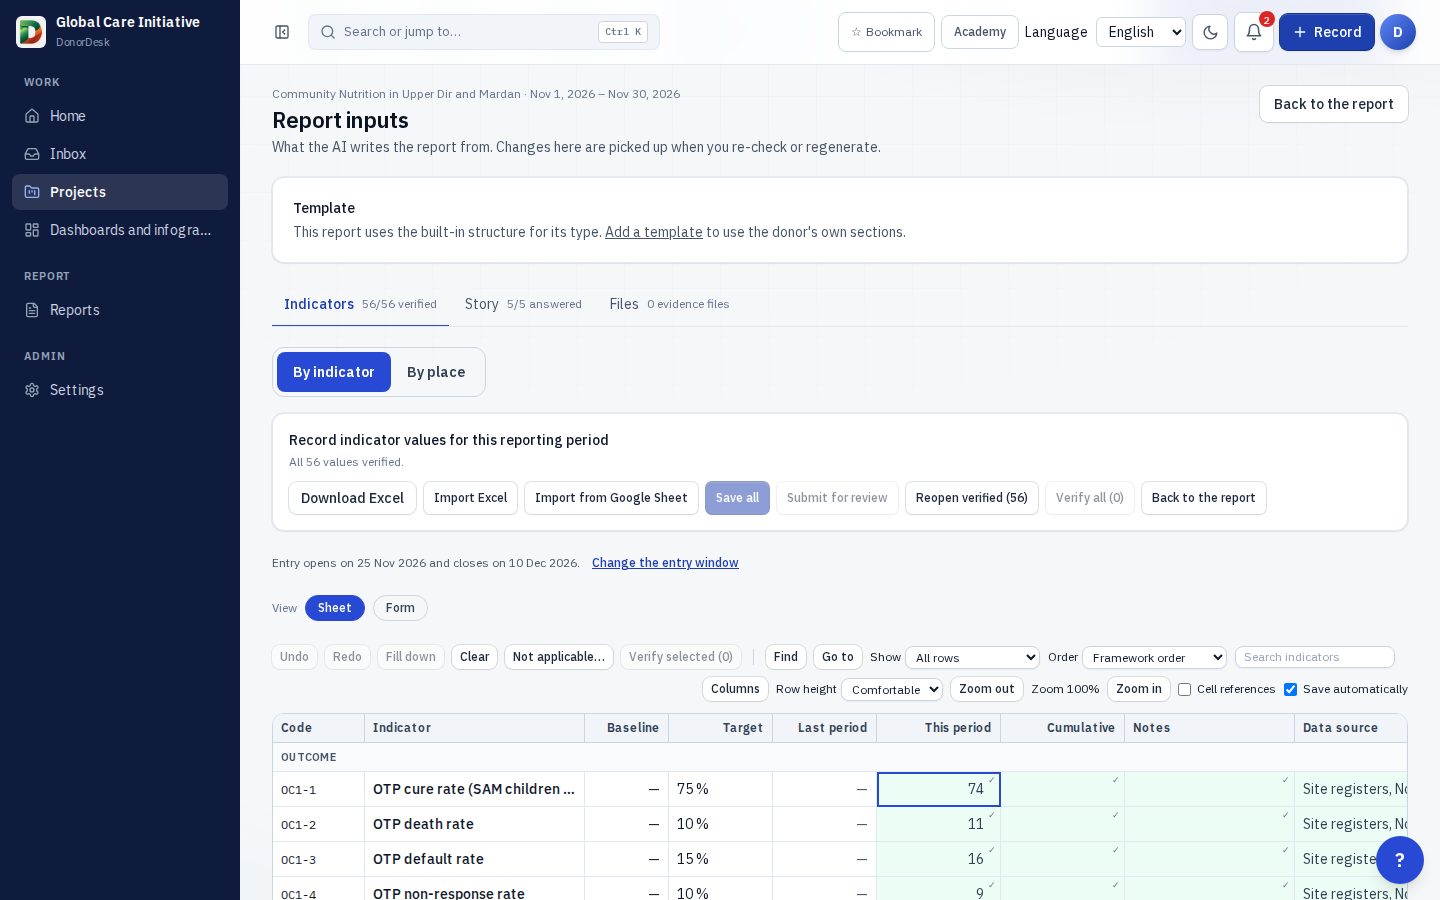 Global Care Initiative
DonorDesk
WORK
Home
Inbox
Projects
Dashboards and infogra...
REPORT
Reports
ADMIN
Settings
Search or jump to... Ctrl K
☆ Bookmark Academy Language English 2 + Record D
Community Nutrition in Upper Dir and Mardan · Nov 1, 2026 – Nov 30, 2026
Report inputs
What the AI writes the report from. Changes here are picked up when you re-check or regenerate.
Back to the report
Template
This report uses the built-in structure for its type. Add a template to use the donor's own sections.
Indicators 56/56 verified Story 5/5 answered Files 0 evidence files
By indicator By place
Record indicator values for this reporting period
All 56 values verified.
Download Excel Import Excel Import from Google Sheet Save all Submit for review Reopen verified (56) Verify all (0) Back to the report
Entry opens on 25 Nov 2026 and closes on 10 Dec 2026. Change the entry window
View Sheet Form
Undo Redo Fill down Clear Not applicable... Verify selected (0) Find Go to Show All rows Order Framework order Search indicators
Columns Row height Comfortable Zoom out Zoom 100% Zoom in Cell references Save automatically
Code Indicator Baseline Target Last period This period Cumulative Notes Data source
OUTCOME
OC1-1 OTP cure rate (SAM children ... — 75 % — 74 ✓ ✓ ✓ Site registers, No
OC1-2 OTP death rate — 10 % — 11 ✓ ✓ ✓ Site registers, No
OC1-3 OTP default rate — 15 % — 16 ✓ ✓ ✓ Site registe
OC1-4 OTP non-response rate — 10 % — 9 ✓ ✓ ✓ Site registers, No
?